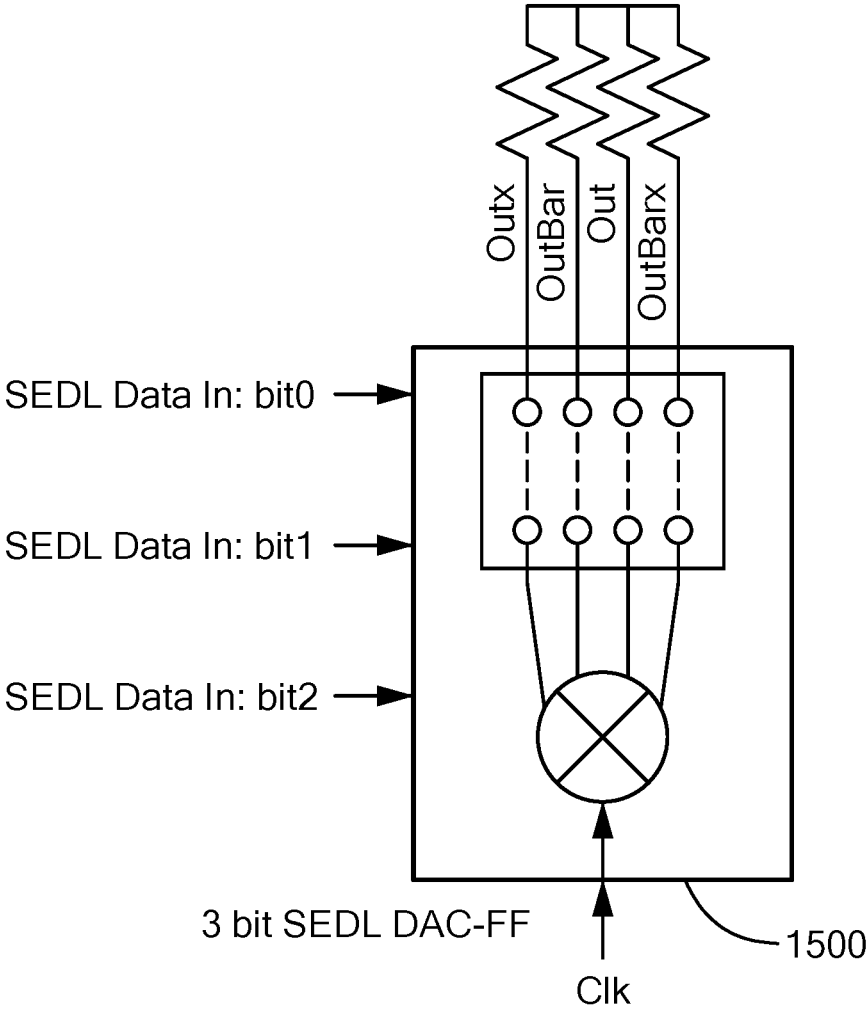 Outx
OutBar
Out
OutBarx
SEDL Data In: bit0
SEDL Data In: bit1
SEDL Data In: bit2
3 bit SEDL DAC-FF
1500
Clk